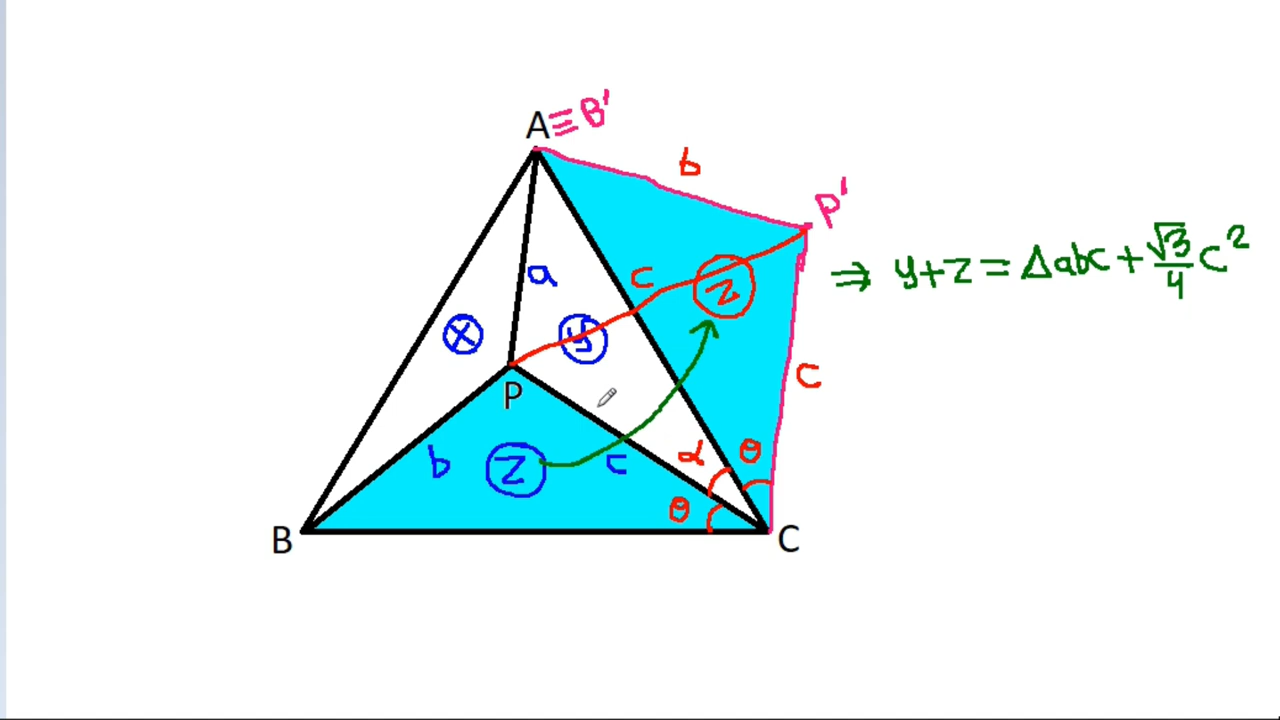 A≡B'
b
P'
⇒ y+z = Δabc + √3/4 c²
a
c
z
x
y
c
P
b
z
c
α
θ
θ
B
C